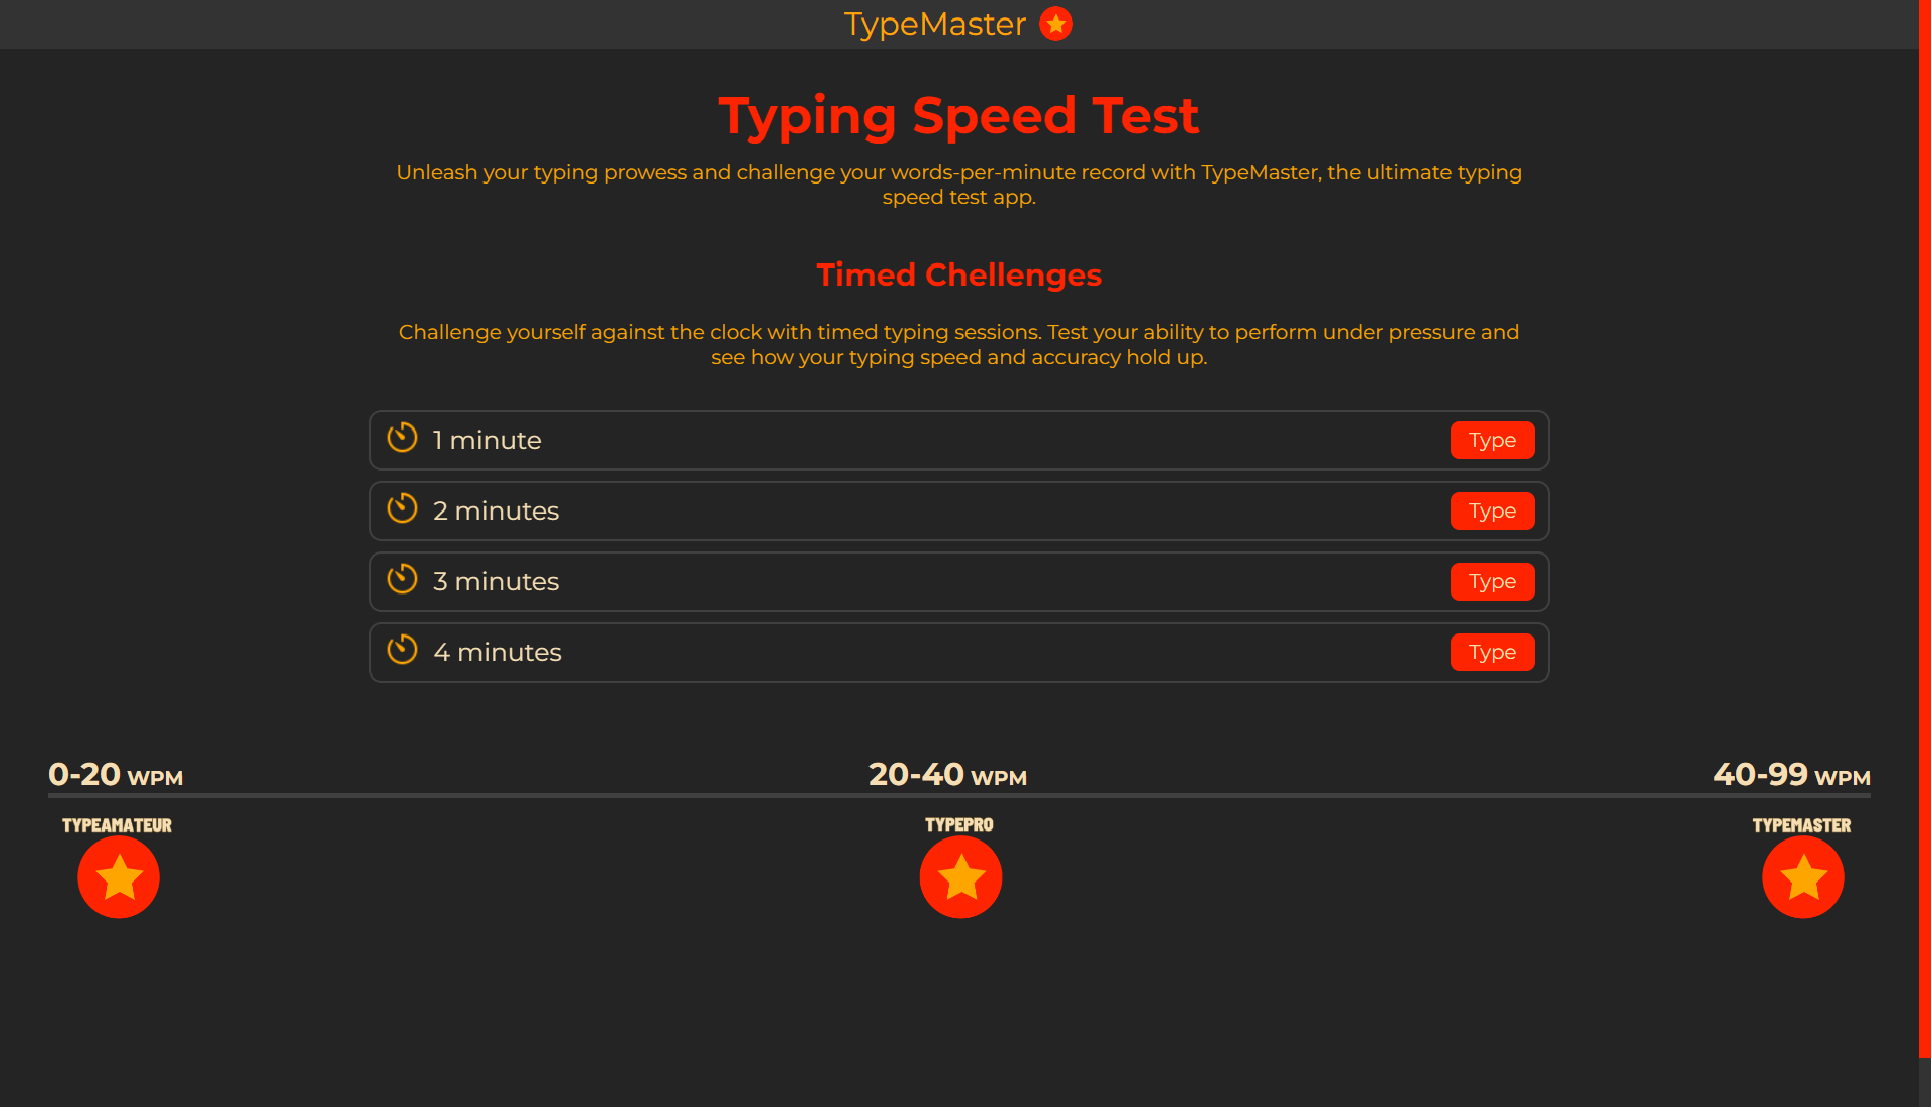 TypeMaster
Typing Speed Test
Unleash your typing prowess and challenge your words-per-minute record with TypeMaster, the ultimate typing
speed test app.
Timed Chellenges
Challenge yourself against the clock with timed typing sessions. Test your ability to perform under pressure and
see how your typing speed and accuracy hold up.
1 minute Type
2 minutes Type
3 minutes Type
4 minutes Type
0-20 WPM 20-40 WPM 40-99 WPM
TYPEAMATEUR TYPEPRO TYPEMASTER